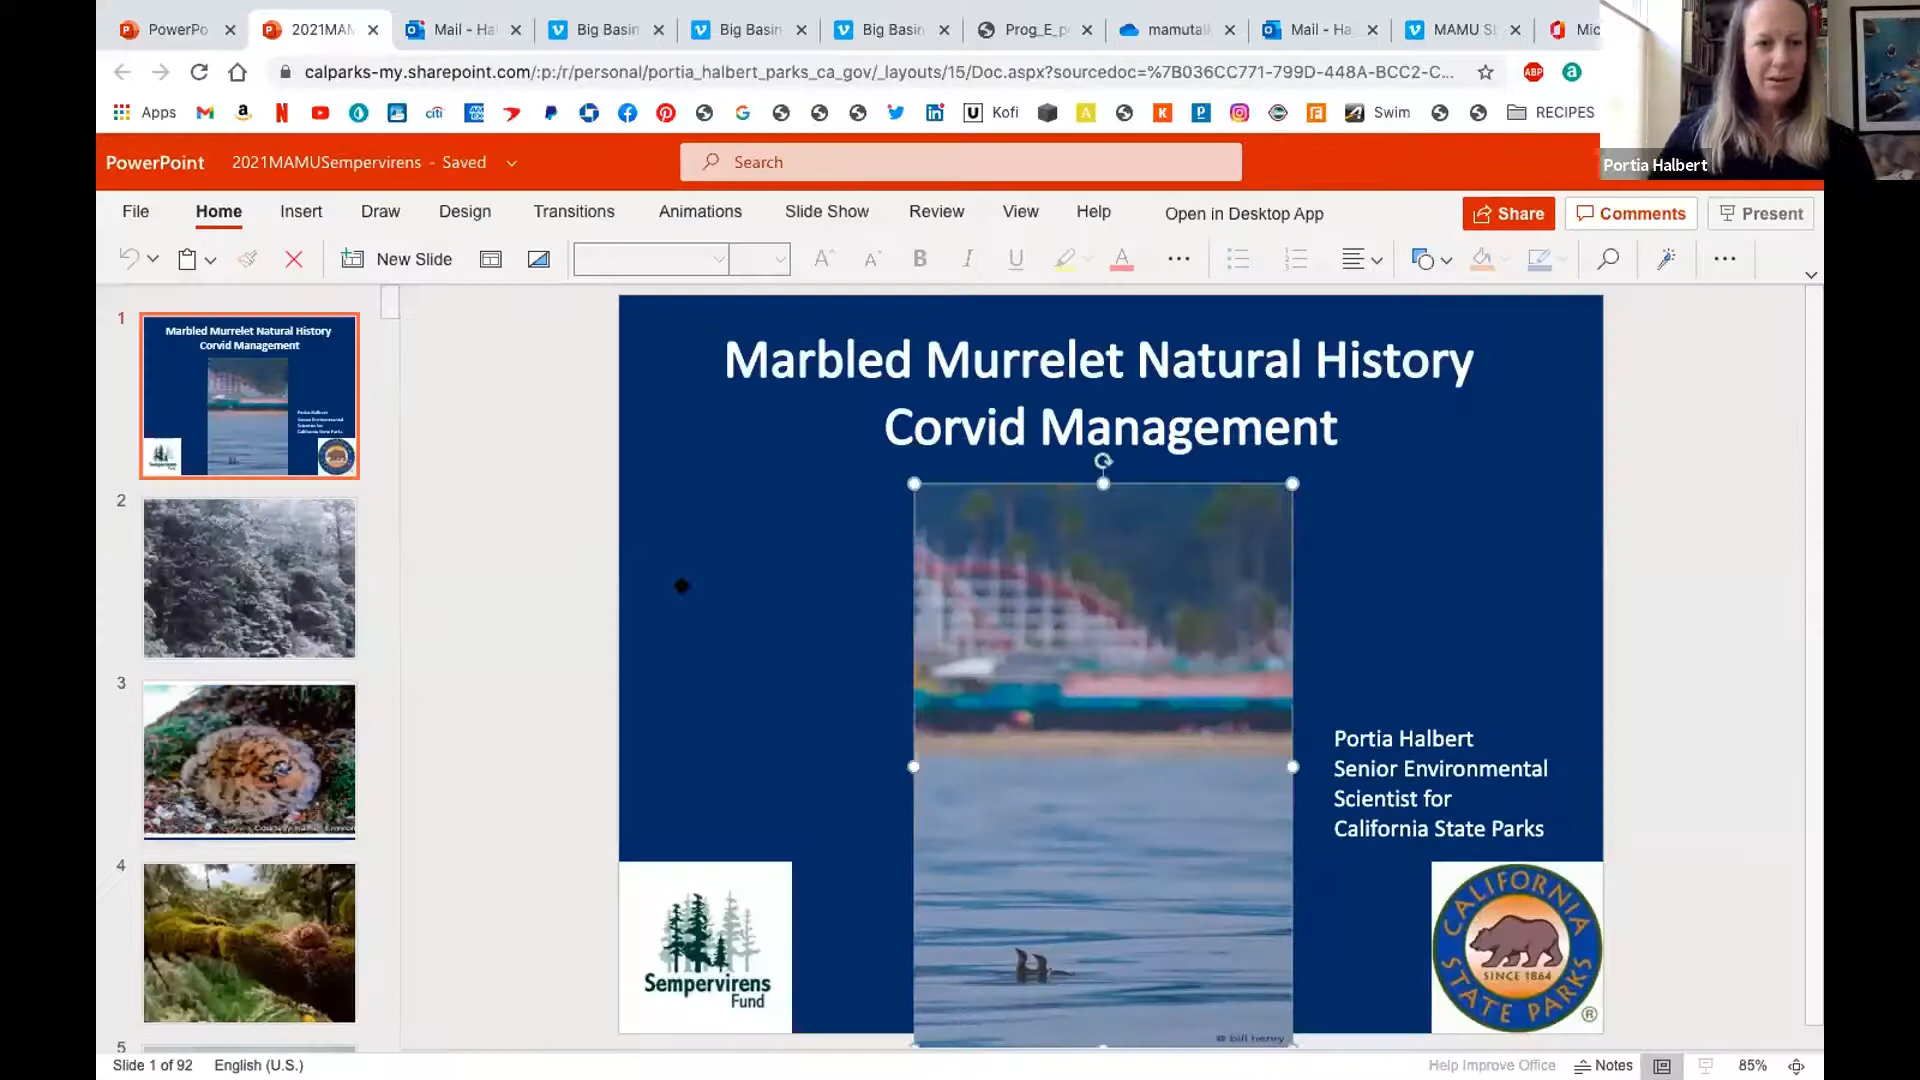 PowerPo
2021MAM
Mail - Ha
Big Basin
Big Basin
Big Basin
Prog_E_p
mamutalk
Mail - Ha
MAMU S
Mic
calparks-my.sharepoint.com/:p:/r/personal/portia_halbert_parks_ca_gov/_layouts/15/Doc.aspx?sourcedoc=%7B036CC771-799D-448A-BCC2-C...
ABP
Apps
citi
Kofi
Swim
RECIPES
Portia Halbert
PowerPoint
2021MAMUSempervirens - Saved
Search
File
Home
Insert
Draw
Design
Transitions
Animations
Slide Show
Review
View
Help
Open in Desktop App
Share
Comments
Present
New Slide
1
Marbled Murrelet Natural History
Corvid Management
Portia Halbert
Senior Environmental
Scientist for
California State Parks
2
3
4
5
Marbled Murrelet Natural History
Corvid Management
Portia Halbert
Senior Environmental
Scientist for
California State Parks
Sempervirens
Fund
© bill henry
CALIFORNIA
SINCE 1864
STATE PARKS
®
Slide 1 of 92
English (U.S.)
Help Improve Office
Notes
85%